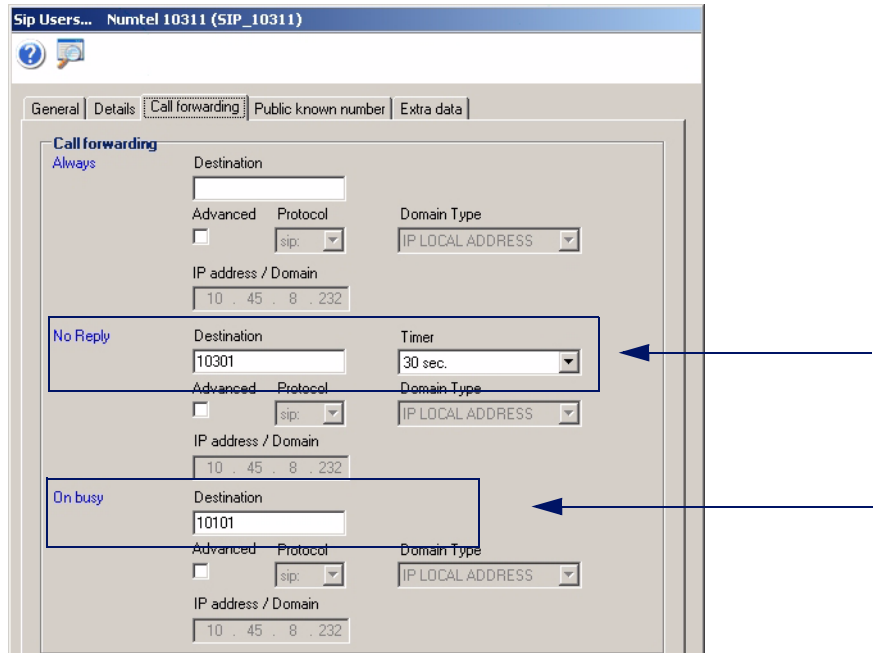 Sip Users... Numtel 10311 (SIP_10311)
?
General Details Call forwarding Public known number Extra data
Call forwarding
Always Destination
Advanced Protocol Domain Type
sip: IP LOCAL ADDRESS
IP address / Domain
10 . 45 . 8 . 232
No Reply Destination Timer
10301 30 sec.
Advanced Protocol Domain Type
sip: IP LOCAL ADDRESS
IP address / Domain
10 . 45 . 8 . 232
On busy Destination
10101
Advanced Protocol Domain Type
sip: IP LOCAL ADDRESS
IP address / Domain
10 . 45 . 8 . 232